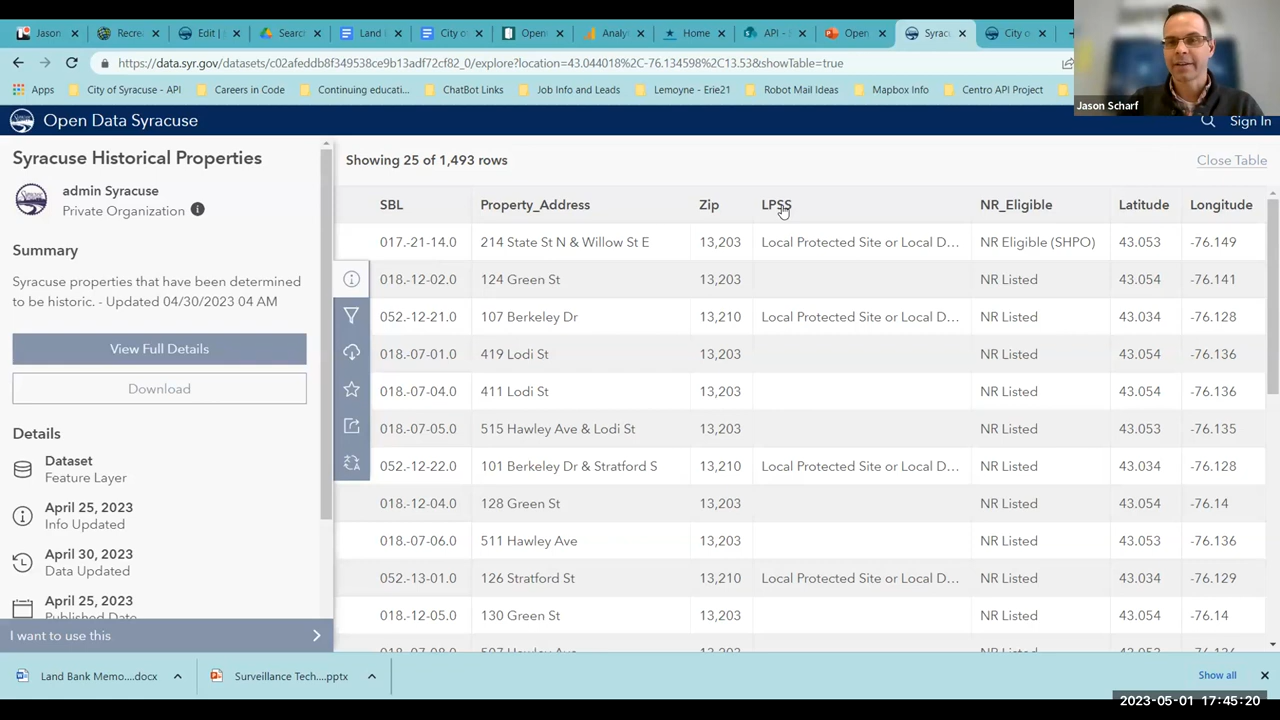 Jason
Recre
Edit |
Searc
Land
City o
Open
Analy
Home
API - S
Open
Syrac
City o
https://data.syr.gov/datasets/c02afeddb8f349538ce9b13adf72cf82_0/explore?location=43.044018%2C-76.134598%2C13.53&showTable=true
Apps
City of Syracuse - API
Careers in Code
Continuing educati...
ChatBot Links
Job Info and Leads
Lemoyne - Erie21
Robot Mail Ideas
Mapbox Info
Centro API Project
Jason Scharf
Open Data Syracuse
Sign In
Syracuse Historical Properties
admin Syracuse
Private Organization
Summary
Syracuse properties that have been determined
to be historic. - Updated 04/30/2023 04 AM
View Full Details
Download
Details
Dataset
Feature Layer
April 25, 2023
Info Updated
April 30, 2023
Data Updated
April 25, 2023
Published Date
I want to use this
Showing 25 of 1,493 rows
Close Table
SBL Property_Address Zip LPSS NR_Eligible Latitude Longitude
017.-21-14.0 214 State St N & Willow St E 13,203 Local Protected Site or Local D... NR Eligible (SHPO) 43.053 -76.149
018.-12-02.0 124 Green St 13,203 NR Listed 43.054 -76.141
052.-12-21.0 107 Berkeley Dr 13,210 Local Protected Site or Local D... NR Listed 43.034 -76.128
018.-07-01.0 419 Lodi St 13,203 NR Listed 43.054 -76.136
018.-07-04.0 411 Lodi St 13,203 NR Listed 43.054 -76.136
018.-07-05.0 515 Hawley Ave & Lodi St 13,203 NR Listed 43.053 -76.135
052.-12-22.0 101 Berkeley Dr & Stratford S 13,210 Local Protected Site or Local D... NR Listed 43.034 -76.128
018.-12-04.0 128 Green St 13,203 NR Listed 43.054 -76.14
018.-07-06.0 511 Hawley Ave 13,203 NR Listed 43.054 -76.136
052.-13-01.0 126 Stratford St 13,210 Local Protected Site or Local D... NR Listed 43.034 -76.129
018.-12-05.0 130 Green St 13,203 NR Listed 43.054 -76.14
Land Bank Memo....docx
Surveillance Tech....pptx
Show all
2023-05-01 17:45:20